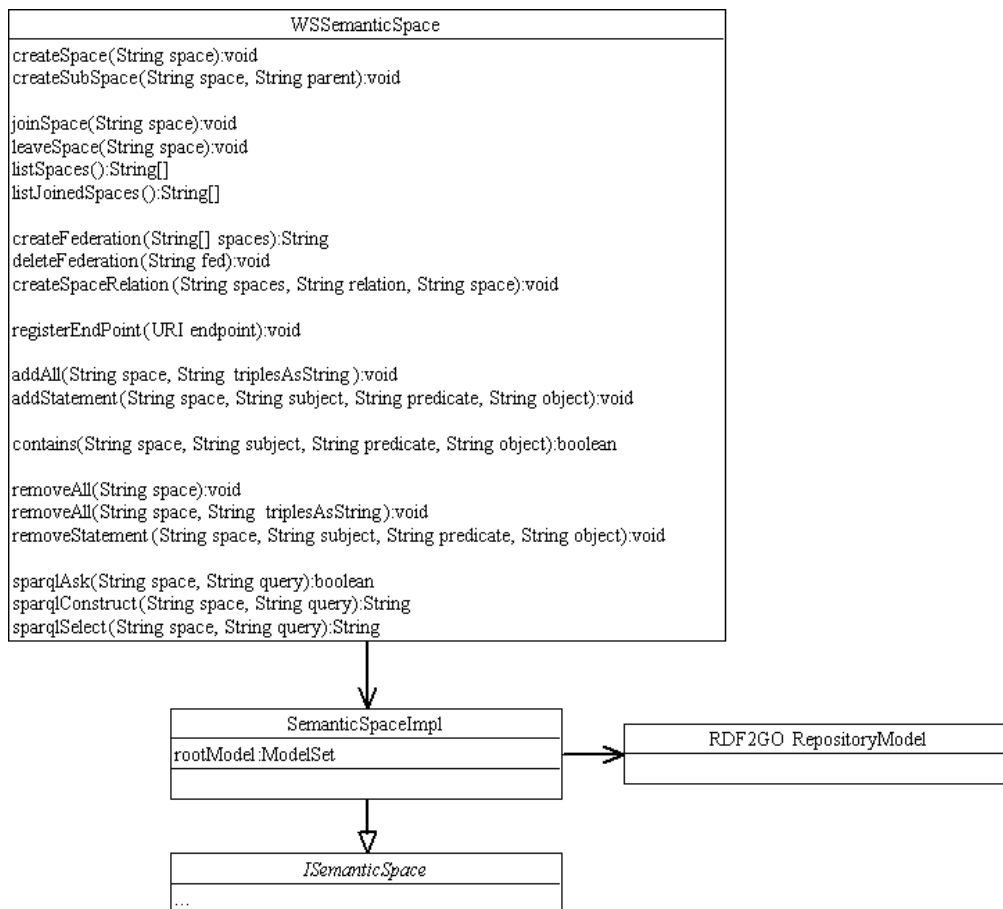 WSSemanticSpace
createSpace(String space):void
createSubSpace(String space, String parent):void
joinSpace(String space):void
leaveSpace(String space):void
listSpaces():String[]
listJoinedSpaces():String[]
createFederation(String[] spaces):String
deleteFederation(String fed):void
createSpaceRelation(String spaces, String relation, String space):void
registerEndPoint(URI endpoint):void
addAll(String space, String triplesAsString):void
addStatement(String space, String subject, String predicate, String object):void
contains(String space, String subject, String predicate, String object):boolean
removeAll(String space):void
removeAll(String space, String triplesAsString):void
removeStatement(String space, String subject, String predicate, String object):void
sparqlAsk(String space, String query):boolean
sparqlConstruct(String space, String query):String
sparqlSelect(String space, String query):String
SemanticSpaceImpl
rootModel:ModelSet
RDF2GO RepositoryModel
ISemanticSpace
...